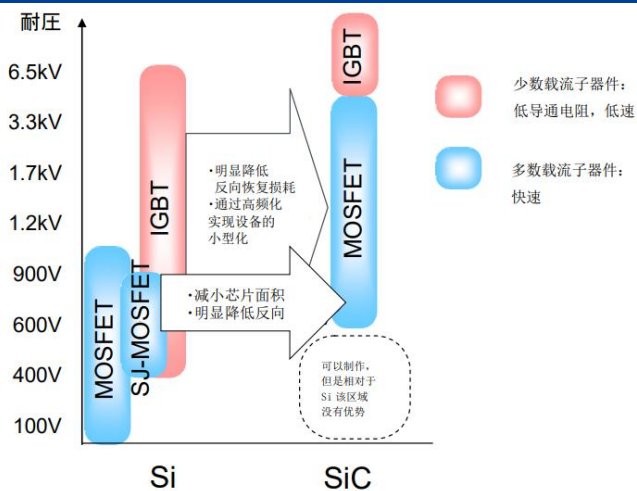 耐圧
6.5kV
3.3kV
1.7kV
1.2kV
900V
600V
400V
100V
MOSFET
SJ-MOSFET
IGBT
・明显降低
反向恢复损耗
・通过高频化
实现设备的
小型化
・减小芯片面积
・明显降低反向
IGBT
MOSFET
可以制作，
但是相对于
Si 该区域
没有优势
Si
SiC
少数载流子器件：
低导通电阻，低速
多数载流子器件：
快速